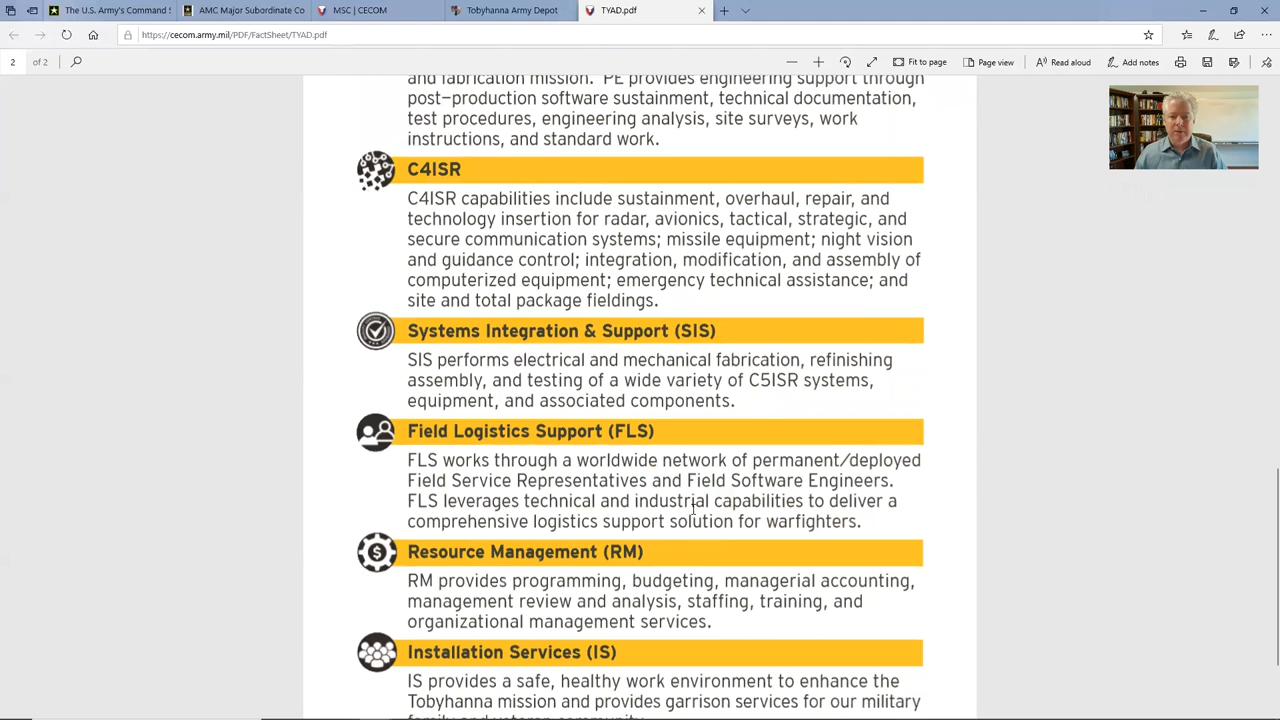 The U.S. Army's Command S
AMC Major Subordinate Co
MSC | CECOM
Tobyhanna Army Depot
TYAD.pdf
https://cecom.army.mil/PDF/FactSheet/TYAD.pdf
2 of 2
Fit to page
Page view
Read aloud
Add notes
and fabrication mission. PE provides engineering support through
post-production software sustainment, technical documentation,
test procedures, engineering analysis, site surveys, work
instructions, and standard work.
C4ISR
C4ISR capabilities include sustainment, overhaul, repair, and
technology insertion for radar, avionics, tactical, strategic, and
secure communication systems; missile equipment; night vision
and guidance control; integration, modification, and assembly of
computerized equipment; emergency technical assistance; and
site and total package fieldings.
Systems Integration & Support (SIS)
SIS performs electrical and mechanical fabrication, refinishing
assembly, and testing of a wide variety of C5ISR systems,
equipment, and associated components.
Field Logistics Support (FLS)
FLS works through a worldwide network of permanent/deployed
Field Service Representatives and Field Software Engineers.
FLS leverages technical and industrial capabilities to deliver a
comprehensive logistics support solution for warfighters.
Resource Management (RM)
RM provides programming, budgeting, managerial accounting,
management review and analysis, staffing, training, and
organizational management services.
Installation Services (IS)
IS provides a safe, healthy work environment to enhance the
Tobyhanna mission and provides garrison services for our military
family and veteran community.